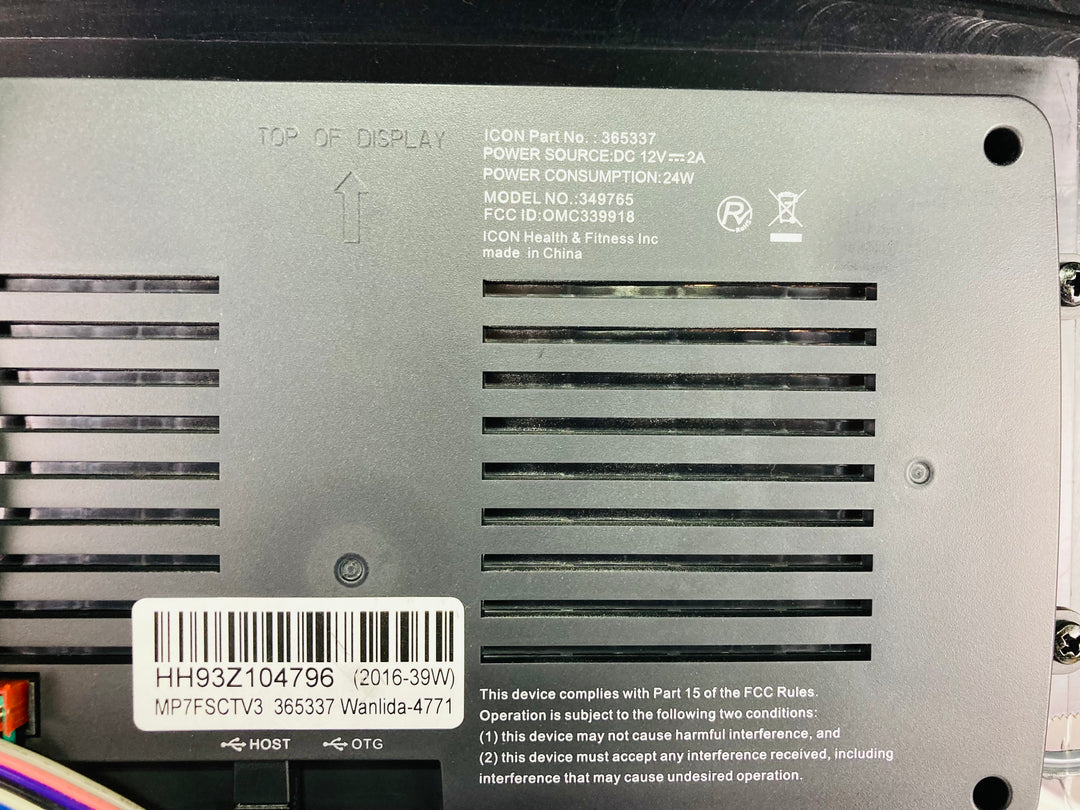 TOP OF DISPLAY
ICON Part No. : 365337
POWER SOURCE:DC 12V⎓2A
POWER CONSUMPTION:24W
MODEL NO.:349765
FCC ID:OMC339918
ICON Health & Fitness Inc
made in China
R
RoHS
HH93Z104796 (2016-39W)
MP7FSCTV3 365337 Wanlida-4771
HOST
OTG
This device complies with Part 15 of the FCC Rules.
Operation is subject to the following two conditions:
(1) this device may not cause harmful interference, and
(2) this device must accept any interference received, including
interference that may cause undesired operation.